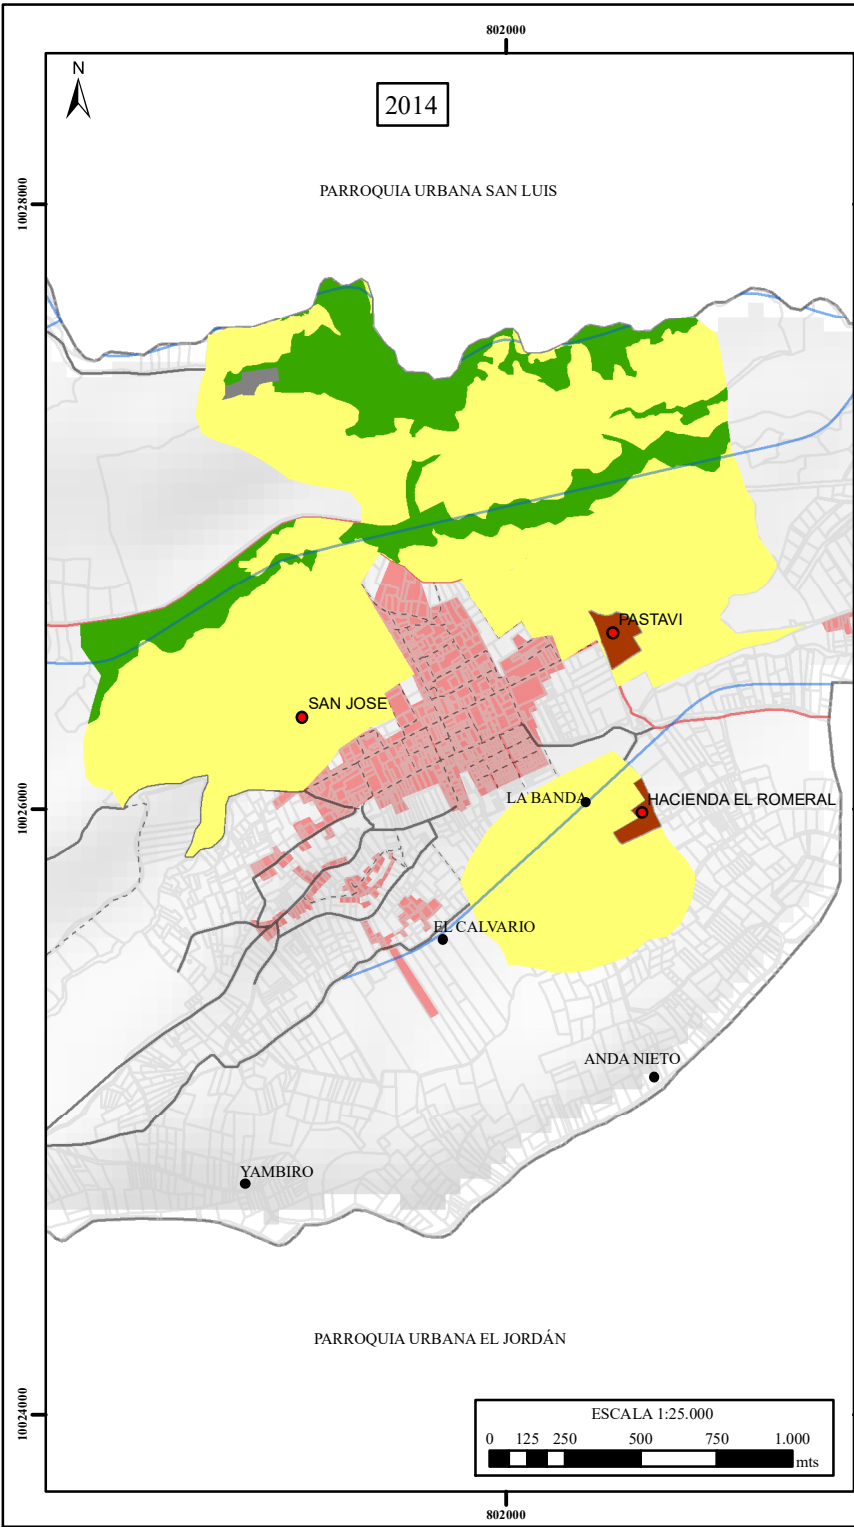 802000
N
2014
PARROQUIA URBANA SAN LUIS
10028000
PASTAVI
SAN JOSE
10026000
LA BANDA
HACIENDA EL ROMERAL
EL CALVARIO
ANDA NIETO
YAMBIRO
PARROQUIA URBANA EL JORDÁN
10024000
ESCALA 1:25.000
0 125 250 500 750 1.000
mts
802000